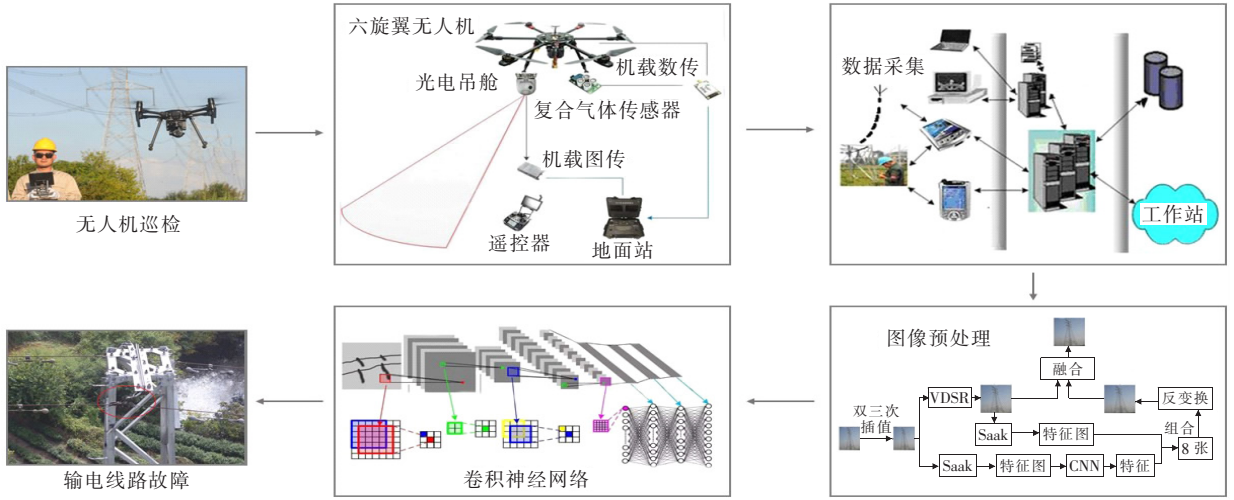 无人机巡检
六旋翼无人机
光电吊舱
机载数传
复合气体传感器
机载图传
遥控器
地面站
数据采集
工作站
图像预处理
融合
双三次
插值
VDSR
反变换
Saak
特征图
组合
8 张
Saak
特征图
CNN
特征
卷积神经网络
输电线路故障